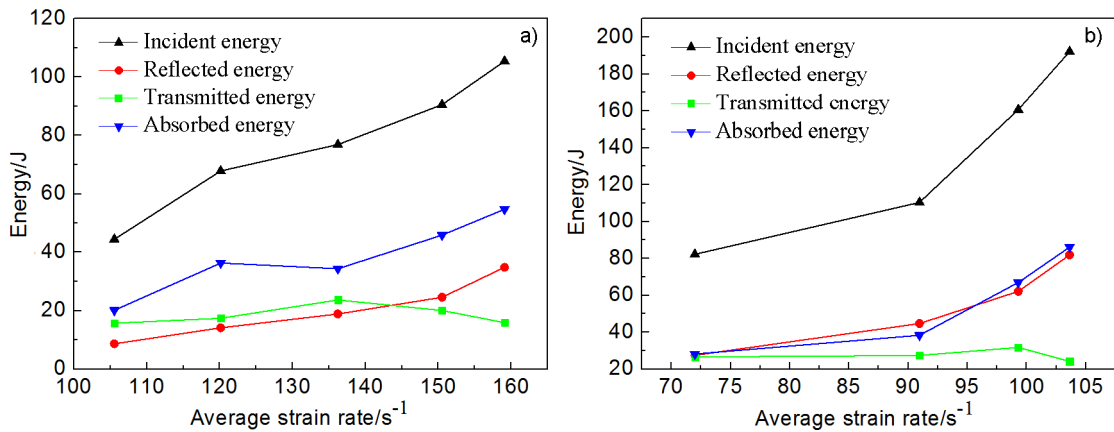 a)
Incident energy
Reflected energy
Transmitted energy
Absorbed energy
Energy/J
120
100
80
60
40
20
0
100 110 120 130 140 150 160
Average strain rate/s⁻¹
b)
Incident energy
Reflected energy
Transmitted energy
Absorbed energy
Energy/J
200
180
160
140
120
100
80
60
40
20
70 75 80 85 90 95 100 105
Average strain rate/s⁻¹